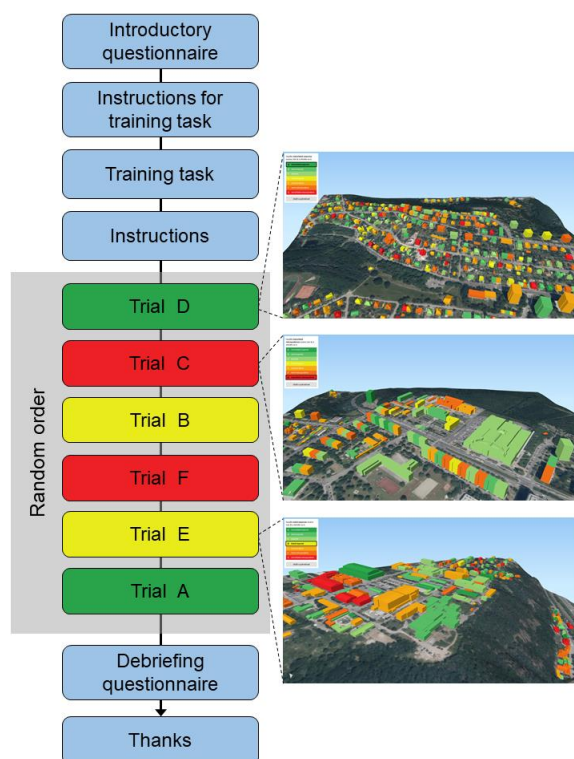 Introductory
questionnaire
Instructions for
training task
Training task
Instructions
Random order
Trial D
Trial C
Trial B
Trial F
Trial E
Trial A
Debriefing
questionnaire
Thanks